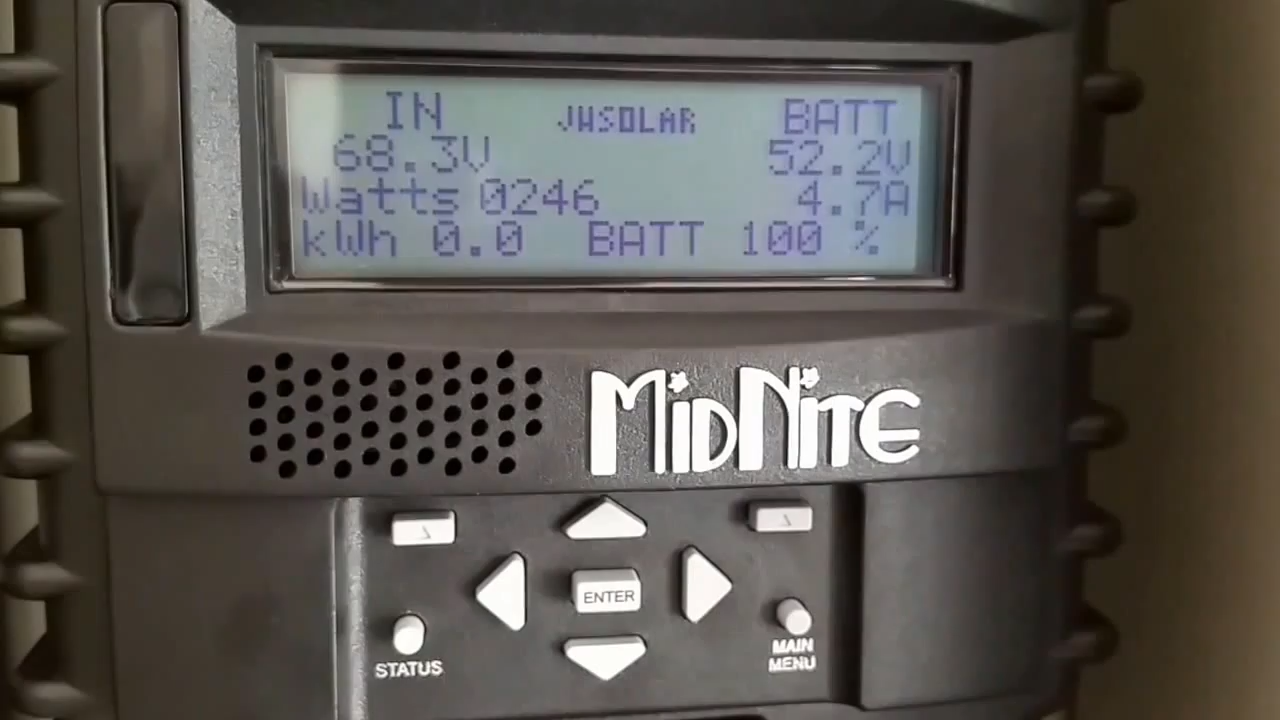 IN JWSOLAR BATT
68.3V 52.2V
Watts 0246 4.7A
kWh 0.0 BATT 100 %
MIDNITE
ENTER
STATUS
MAIN
MENU